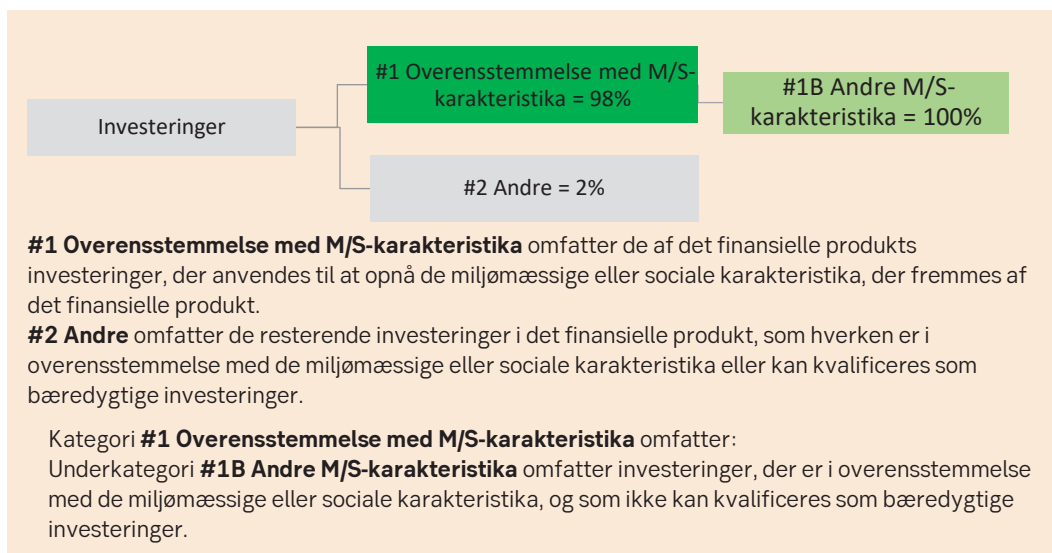 #1 Overensstemmelse med M/S-
karakteristika = 98%
#1B Andre M/S-
karakteristika = 100%
Investeringer
#2 Andre = 2%
#1 Overensstemmelse med M/S-karakteristika omfatter de af det finansielle produkts
investeringer, der anvendes til at opnå de miljømæssige eller sociale karakteristika, der fremmes af
det finansielle produkt.
#2 Andre omfatter de resterende investeringer i det finansielle produkt, som hverken er i
overensstemmelse med de miljømæssige eller sociale karakteristika eller kan kvalificeres som
bæredygtige investeringer.
Kategori #1 Overensstemmelse med M/S-karakteristika omfatter:
Underkategori #1B Andre M/S-karakteristika omfatter investeringer, der er i overensstemmelse
med de miljømæssige eller sociale karakteristika, og som ikke kan kvalificeres som bæredygtige
investeringer.